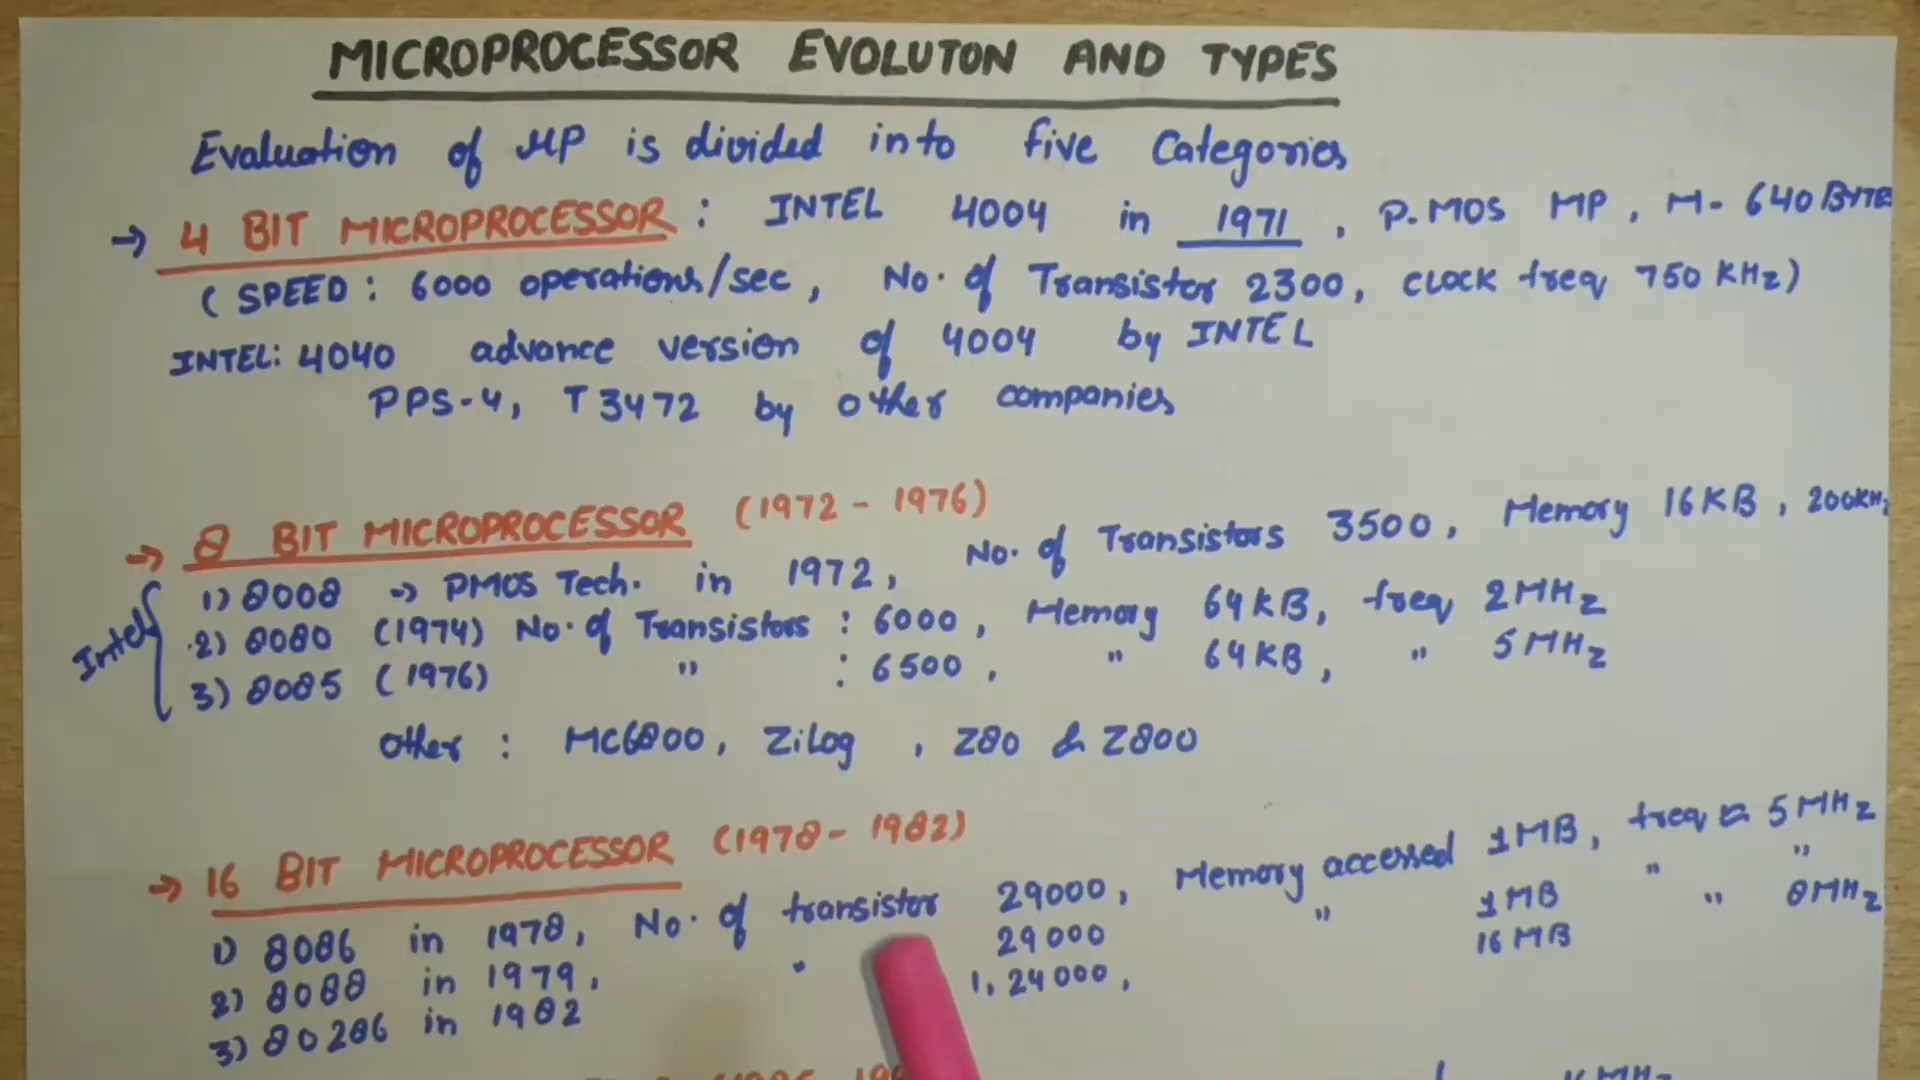 MICROPROCESSOR EVOLUTON AND TYPES
Evaluation of MP is divided into five Categories
→ 4 BIT MICROPROCESSOR : INTEL 4004 in 1971 , P-MOS MP, M- 640 BYTE
( SPEED : 6000 operations/sec , No. of Transistor 2300, CLOCK freq 750 KHz )
INTEL: 4040 advance version of 4004 by INTEL
PPS-4, T3472 by other companies
→ 8 BIT MICROPROCESSOR (1972 - 1976)
Intel
1) 8008 → PMOS Tech. in 1972, No. of Transistors 3500, Memory 16KB, 200KHz
2) 8080 (1974) No. of Transistors : 6000, Memory 64KB, freq 2MHz
3) 8085 (1976) " : 6500, " 64KB, " 5MHz
Other : MC6800, Zilog , Z80 & Z800
→ 16 BIT MICROPROCESSOR (1978- 1982)
1) 8086 in 1978, No. of transistor 29000, Memory accessed 1MB, freq 5MHz
2) 8088 in 1979, " 29000 " 1MB " "
3) 80286 in 1982 1,24000, 16MB " 8MHz